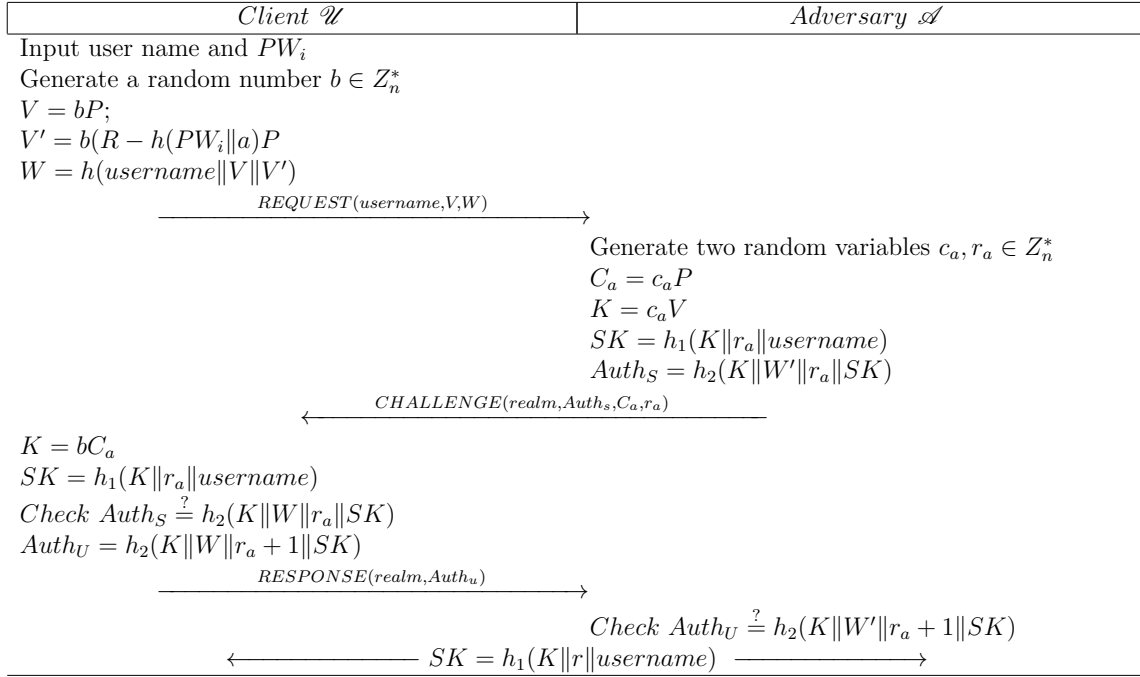 Client 𝒰 Adversary 𝒜
Input user name and PW_i
Generate a random number b ∈ Z_n^*
V = bP;
V′ = b(R − h(PW_i‖a)P
W = h(username‖V‖V′)
REQUEST(username,V,W)
Generate two random variables c_a, r_a ∈ Z_n^*
C_a = c_aP
K = c_aV
SK = h_1(K‖r_a‖username)
Auth_S = h_2(K‖W′‖r_a‖SK)
CHALLENGE(realm,Auth_s,C_a,r_a)
K = bC_a
SK = h_1(K‖r_a‖username)
Check Auth_S ≟ h_2(K‖W‖r_a‖SK)
Auth_U = h_2(K‖W‖r_a + 1‖SK)
RESPONSE(realm,Auth_u)
Check Auth_U ≟ h_2(K‖W′‖r_a + 1‖SK)
SK = h_1(K‖r‖username)